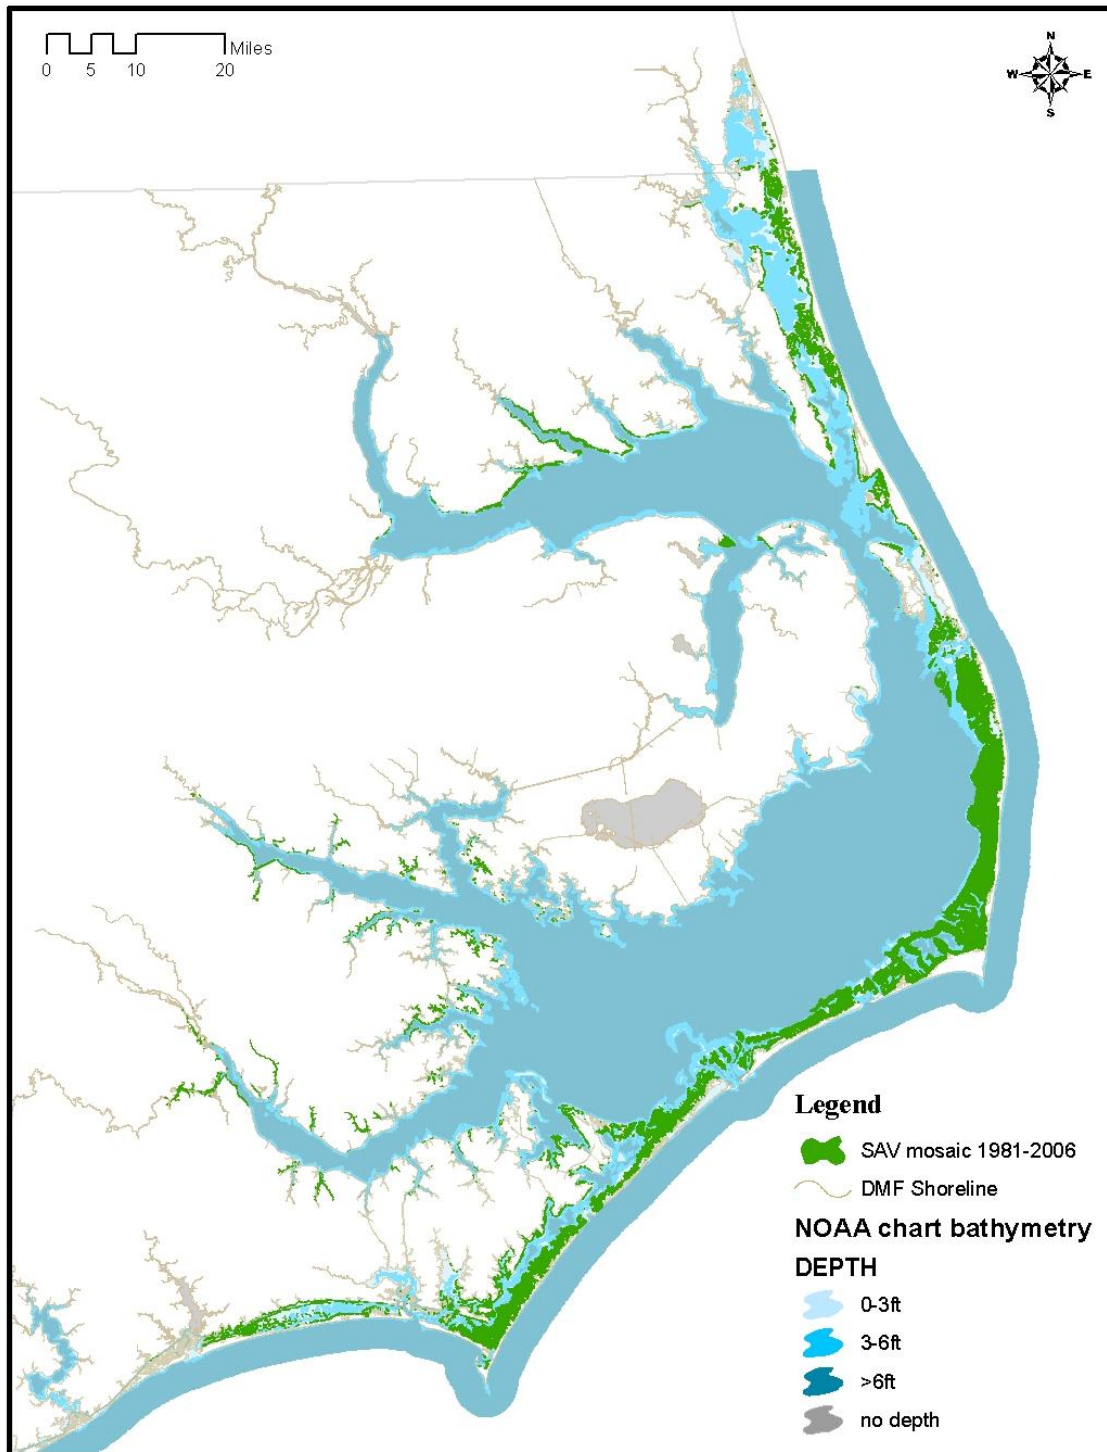 Miles
0 5 10 20
N
W E
S
Legend
SAV mosaic 1981-2006
DMF Shoreline
NOAA chart bathymetry
DEPTH
0-3ft
3-6ft
>6ft
no depth